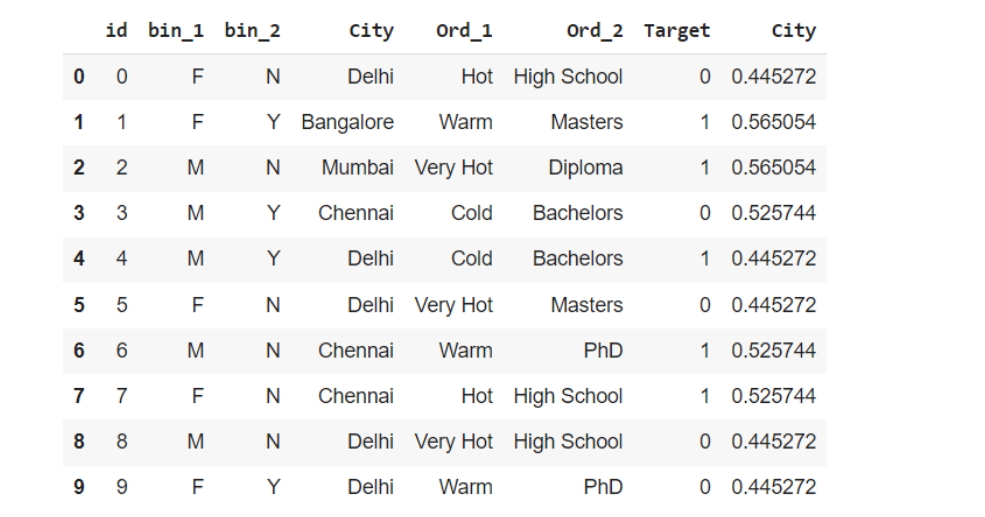 id bin_1 bin_2 City Ord_1 Ord_2 Target City
0 0 F N Delhi Hot High School 0 0.445272
1 1 F Y Bangalore Warm Masters 1 0.565054
2 2 M N Mumbai Very Hot Diploma 1 0.565054
3 3 M Y Chennai Cold Bachelors 0 0.525744
4 4 M Y Delhi Cold Bachelors 1 0.445272
5 5 F N Delhi Very Hot Masters 0 0.445272
6 6 M N Chennai Warm PhD 1 0.525744
7 7 F N Chennai Hot High School 1 0.525744
8 8 M N Delhi Very Hot High School 0 0.445272
9 9 F Y Delhi Warm PhD 0 0.445272